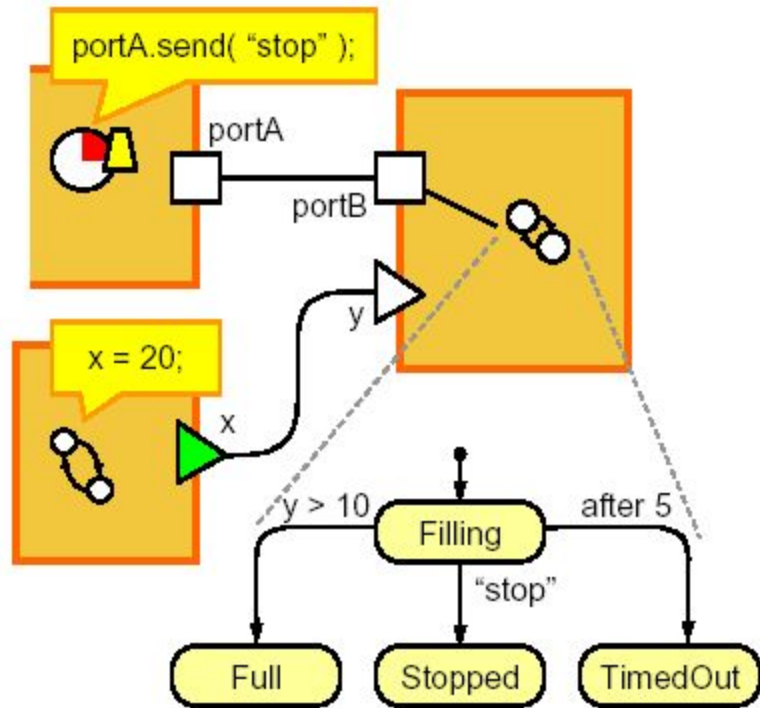 portA.send( “stop” );
portA
portB
y
x = 20;
x
y > 10
Filling
after 5
“stop”
Full
Stopped
TimedOut